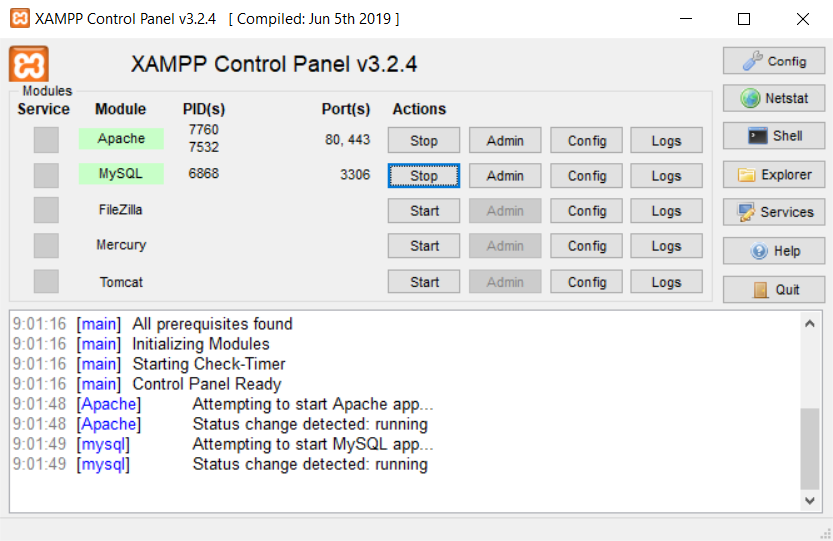 XAMPP Control Panel v3.2.4 [ Compiled: Jun 5th 2019 ]
XAMPP Control Panel v3.2.4
Config
Modules
Service Module PID(s) Port(s) Actions
Netstat
Apache 7760 7532 80, 443 Stop Admin Config Logs
Shell
MySQL 6868 3306 Stop Admin Config Logs
Explorer
FileZilla Start Admin Config Logs
Services
Mercury Start Admin Config Logs
Help
Tomcat Start Admin Config Logs
Quit
9:01:16 [main] All prerequisites found
9:01:16 [main] Initializing Modules
9:01:16 [main] Starting Check-Timer
9:01:16 [main] Control Panel Ready
9:01:48 [Apache] Attempting to start Apache app...
9:01:48 [Apache] Status change detected: running
9:01:49 [mysql] Attempting to start MySQL app...
9:01:49 [mysql] Status change detected: running